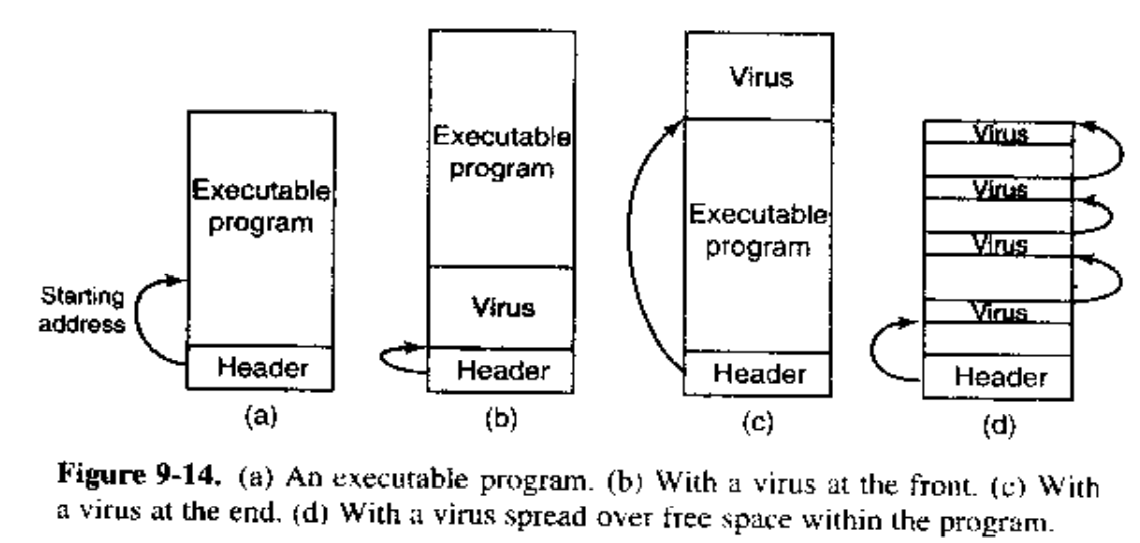 Executable
program
Starting
address
Header
(a)
Executable
program
Virus
Header
(b)
Virus
Executable
program
Header
(c)
Virus
Virus
Virus
Virus
Header
(d)
Figure 9-14. (a) An executable program. (b) With a virus at the front. (c) With
a virus at the end. (d) With a virus spread over free space within the program.